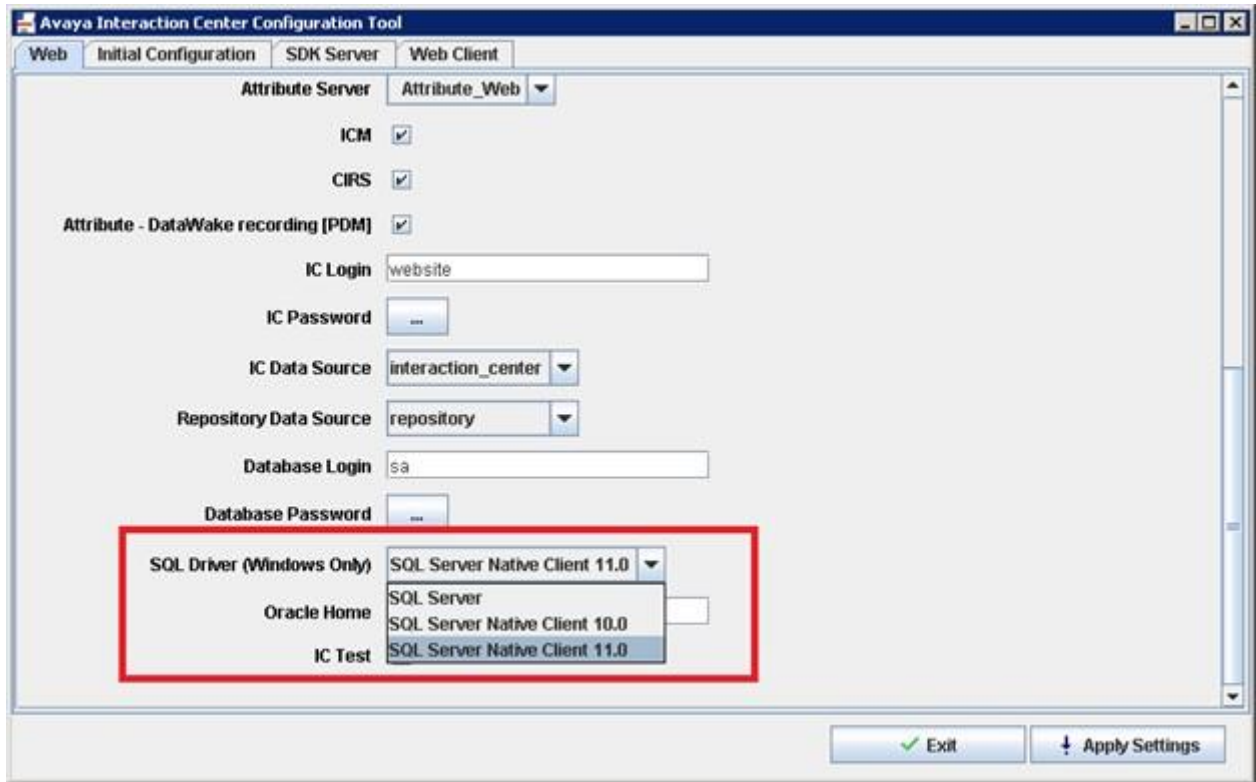 Avaya Interaction Center Configuration Tool
Web Initial Configuration SDK Server Web Client
Attribute Server Attribute_Web
ICM
CIRS
Attribute - DataWake recording [PDM]
IC Login website
IC Password ...
IC Data Source interaction_center
Repository Data Source repository
Database Login sa
Database Password ...
SQL Driver (Windows Only) SQL Server Native Client 11.0
SQL Server
Oracle Home SQL Server Native Client 10.0
IC Test SQL Server Native Client 11.0
Exit Apply Settings